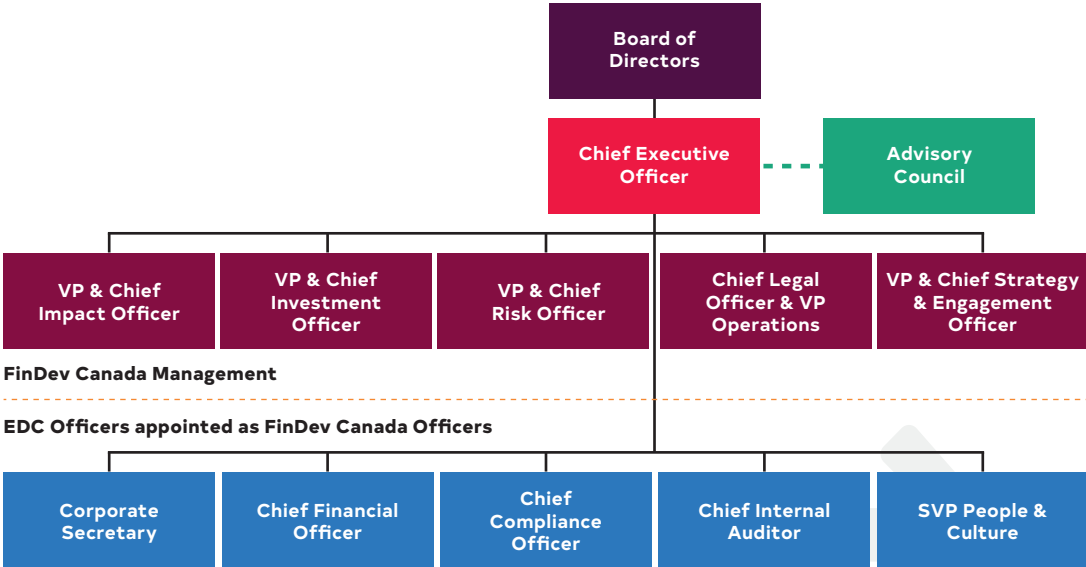 Board of
Directors
Chief Executive
Officer
Advisory
Council
VP & Chief
Impact Officer
VP & Chief
Investment
Officer
VP & Chief
Risk Officer
Chief Legal
Officer & VP
Operations
VP & Chief Strategy
& Engagement
Officer
FinDev Canada Management
EDC Officers appointed as FinDev Canada Officers
Corporate
Secretary
Chief Financial
Officer
Chief
Compliance
Officer
Chief Internal
Auditor
SVP People &
Culture